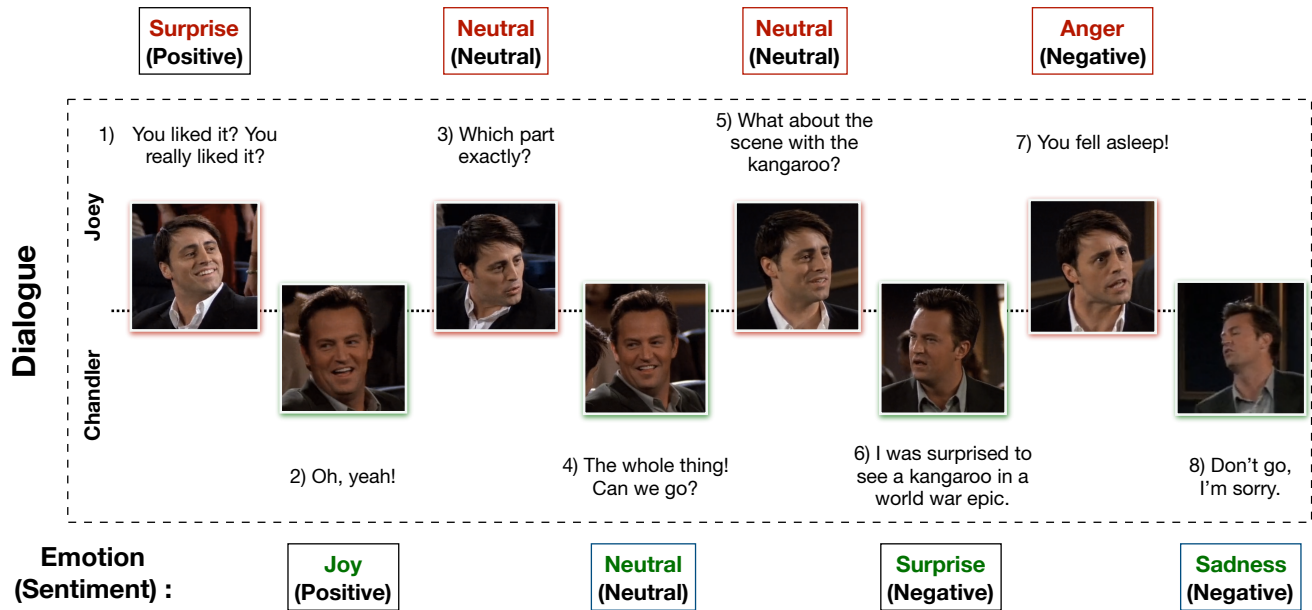 Surprise
(Positive)
Neutral
(Neutral)
Neutral
(Neutral)
Anger
(Negative)
Dialogue
Joey
Chandler
1) You liked it? You
really liked it?
2) Oh, yeah!
3) Which part
exactly?
4) The whole thing!
Can we go?
5) What about the
scene with the
kangaroo?
6) I was surprised to
see a kangaroo in a
world war epic.
7) You fell asleep!
8) Don’t go,
I’m sorry.
Emotion
(Sentiment) :
Joy
(Positive)
Neutral
(Neutral)
Surprise
(Negative)
Sadness
(Negative)